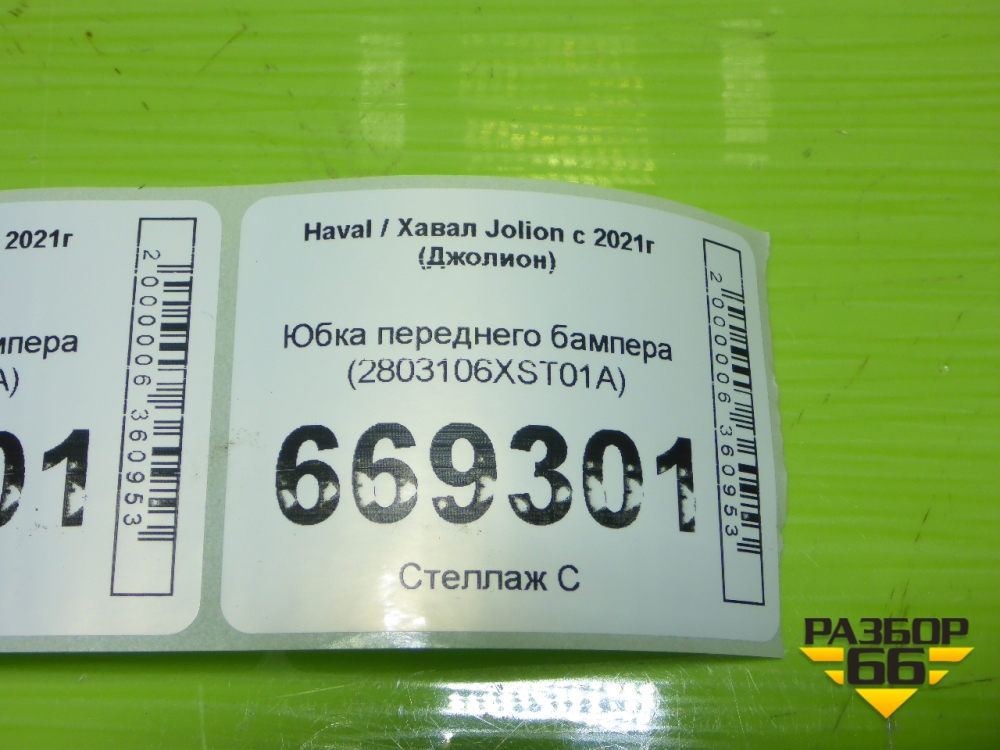 2021г
мпера
А)
01
2000006360953
Haval / Хавал Jolion с 2021г
(Джолион)
Юбка переднего бампера
(2803106XST01A)
669301
Стеллаж С
2000006360953
РАЗБОР
66